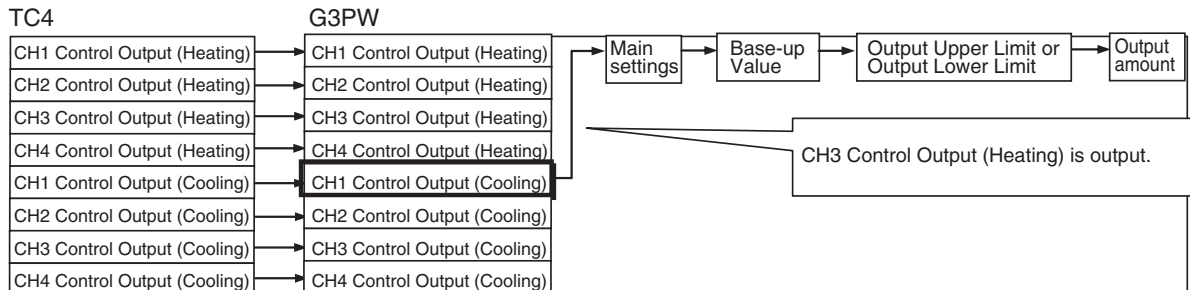 TC4
G3PW
CH1 Control Output (Heating)
CH2 Control Output (Heating)
CH3 Control Output (Heating)
CH4 Control Output (Heating)
CH1 Control Output (Cooling)
CH2 Control Output (Cooling)
CH3 Control Output (Cooling)
CH4 Control Output (Cooling)
CH1 Control Output (Heating)
CH2 Control Output (Heating)
CH3 Control Output (Heating)
CH4 Control Output (Heating)
CH1 Control Output (Cooling)
CH2 Control Output (Cooling)
CH3 Control Output (Cooling)
CH4 Control Output (Cooling)
Main
settings
Base-up
Value
Output Upper Limit or
Output Lower Limit
Output
amount
CH3 Control Output (Heating) is output.